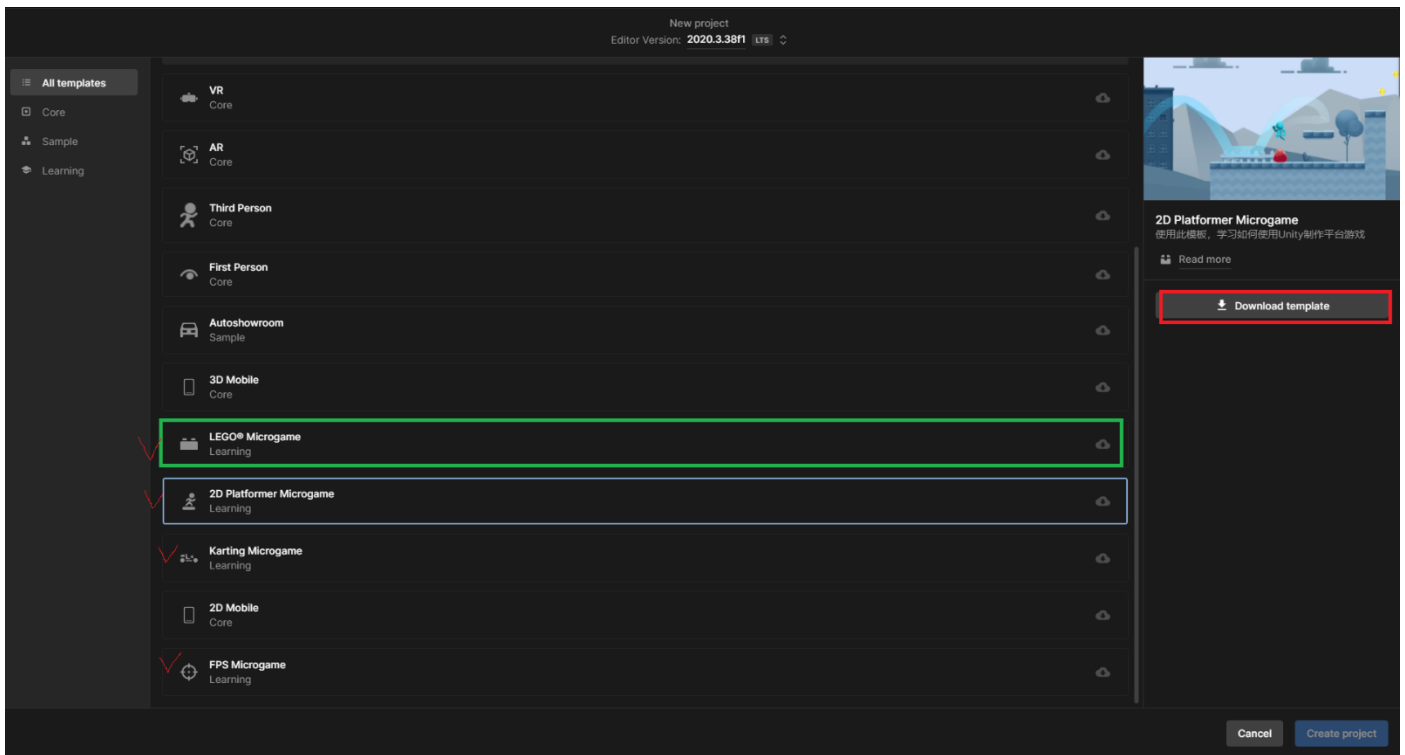 New project
Editor Version: 2020.3.38f1 LTS
All templates
Core
Sample
Learning
VR
Core
AR
Core
Third Person
Core
First Person
Core
Autoshowroom
Sample
3D Mobile
Core
LEGO® Microgame
Learning
2D Platformer Microgame
Learning
Karting Microgame
Learning
2D Mobile
Core
FPS Microgame
Learning
2D Platformer Microgame
使用此模板，学习如何使用Unity制作平台游戏
Read more
Download template
Cancel
Create project